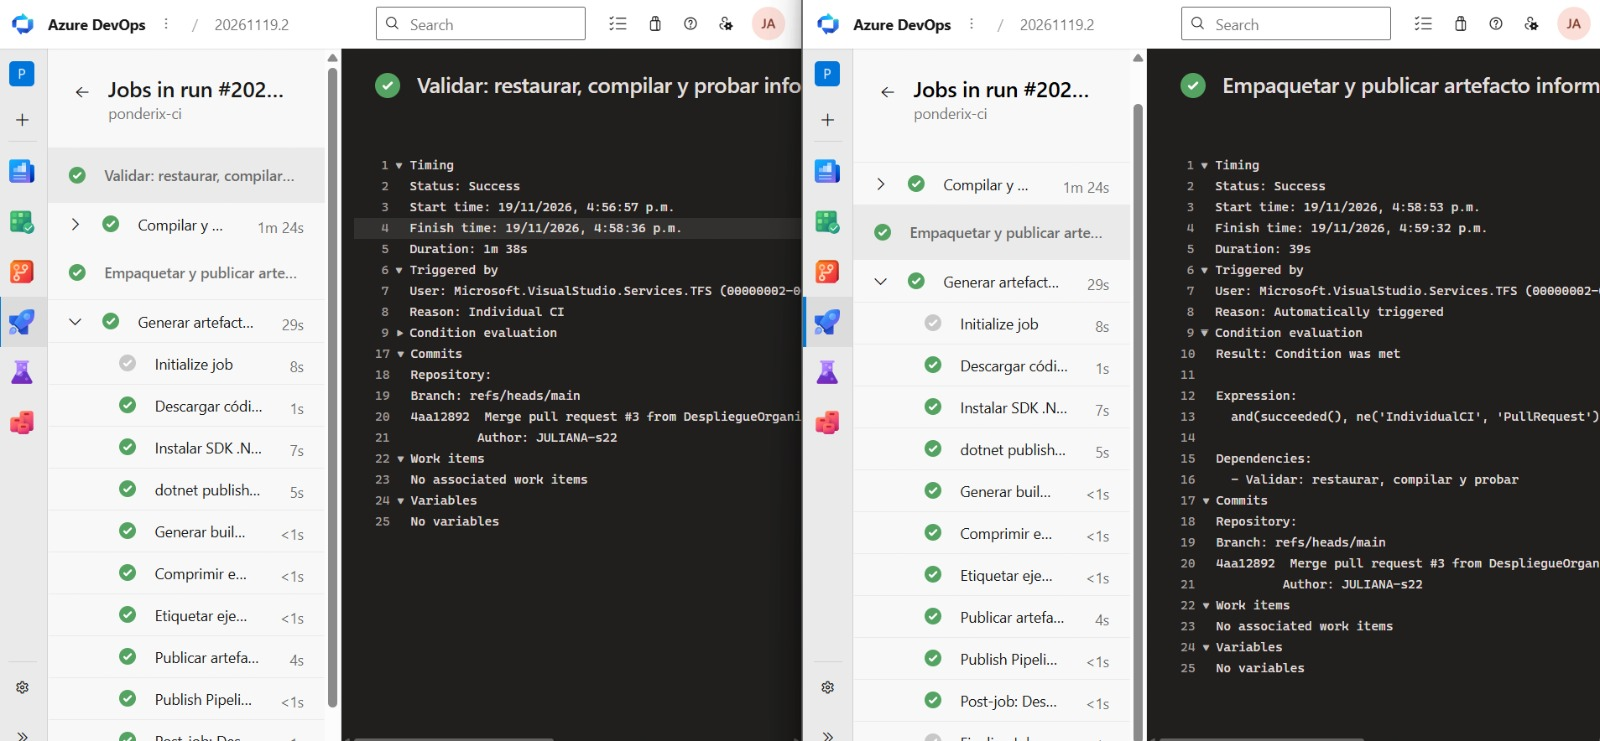 Azure DevOps
/ 20261119.2
Search
JA
P
Jobs in run #202...
ponderix-ci
Validar: restaurar, compilar...
Compilar y ... 1m 24s
Empaquetar y publicar arte...
Generar artefact... 29s
Initialize job 8s
Descargar códi... 1s
Instalar SDK .N... 7s
dotnet publish... 5s
Generar buil... <1s
Comprimir e... <1s
Etiquetar eje... <1s
Publicar artefa... 4s
Publish Pipeli... <1s
Validar: restaurar, compilar y probar info
1 Timing
2 Status: Success
3 Start time: 19/11/2026, 4:56:57 p.m.
4 Finish time: 19/11/2026, 4:58:36 p.m.
5 Duration: 1m 38s
6 Triggered by
7 User: Microsoft.VisualStudio.Services.TFS (00000002-0
8 Reason: Individual CI
9 Condition evaluation
17 Commits
18 Repository:
19 Branch: refs/heads/main
20 4aa12892 Merge pull request #3 from DespliegueOrgani
21 Author: JULIANA-s22
22 Work items
23 No associated work items
24 Variables
25 No variables
Azure DevOps
/ 20261119.2
Search
JA
P
Jobs in run #202...
ponderix-ci
Compilar y ... 1m 24s
Empaquetar y publicar arte...
Generar artefact... 29s
Initialize job 8s
Descargar códi... 1s
Instalar SDK .N... 7s
dotnet publish... 5s
Generar buil... <1s
Comprimir e... <1s
Etiquetar eje... <1s
Publicar artefa... 4s
Publish Pipeli... <1s
Post-job: Des... <1s
Empaquetar y publicar artefacto inform
1 Timing
2 Status: Success
3 Start time: 19/11/2026, 4:58:53 p.m.
4 Finish time: 19/11/2026, 4:59:32 p.m.
5 Duration: 39s
6 Triggered by
7 User: Microsoft.VisualStudio.Services.TFS (00000002-
8 Reason: Automatically triggered
9 Condition evaluation
10 Result: Condition was met
11
12 Expression:
13 and(succeeded(), ne('IndividualCI', 'PullRequest')
14
15 Dependencies:
16 - Validar: restaurar, compilar y probar
17 Commits
18 Repository:
19 Branch: refs/heads/main
20 4aa12892 Merge pull request #3 from DespliegueOrgan
21 Author: JULIANA-s22
22 Work items
23 No associated work items
24 Variables
25 No variables